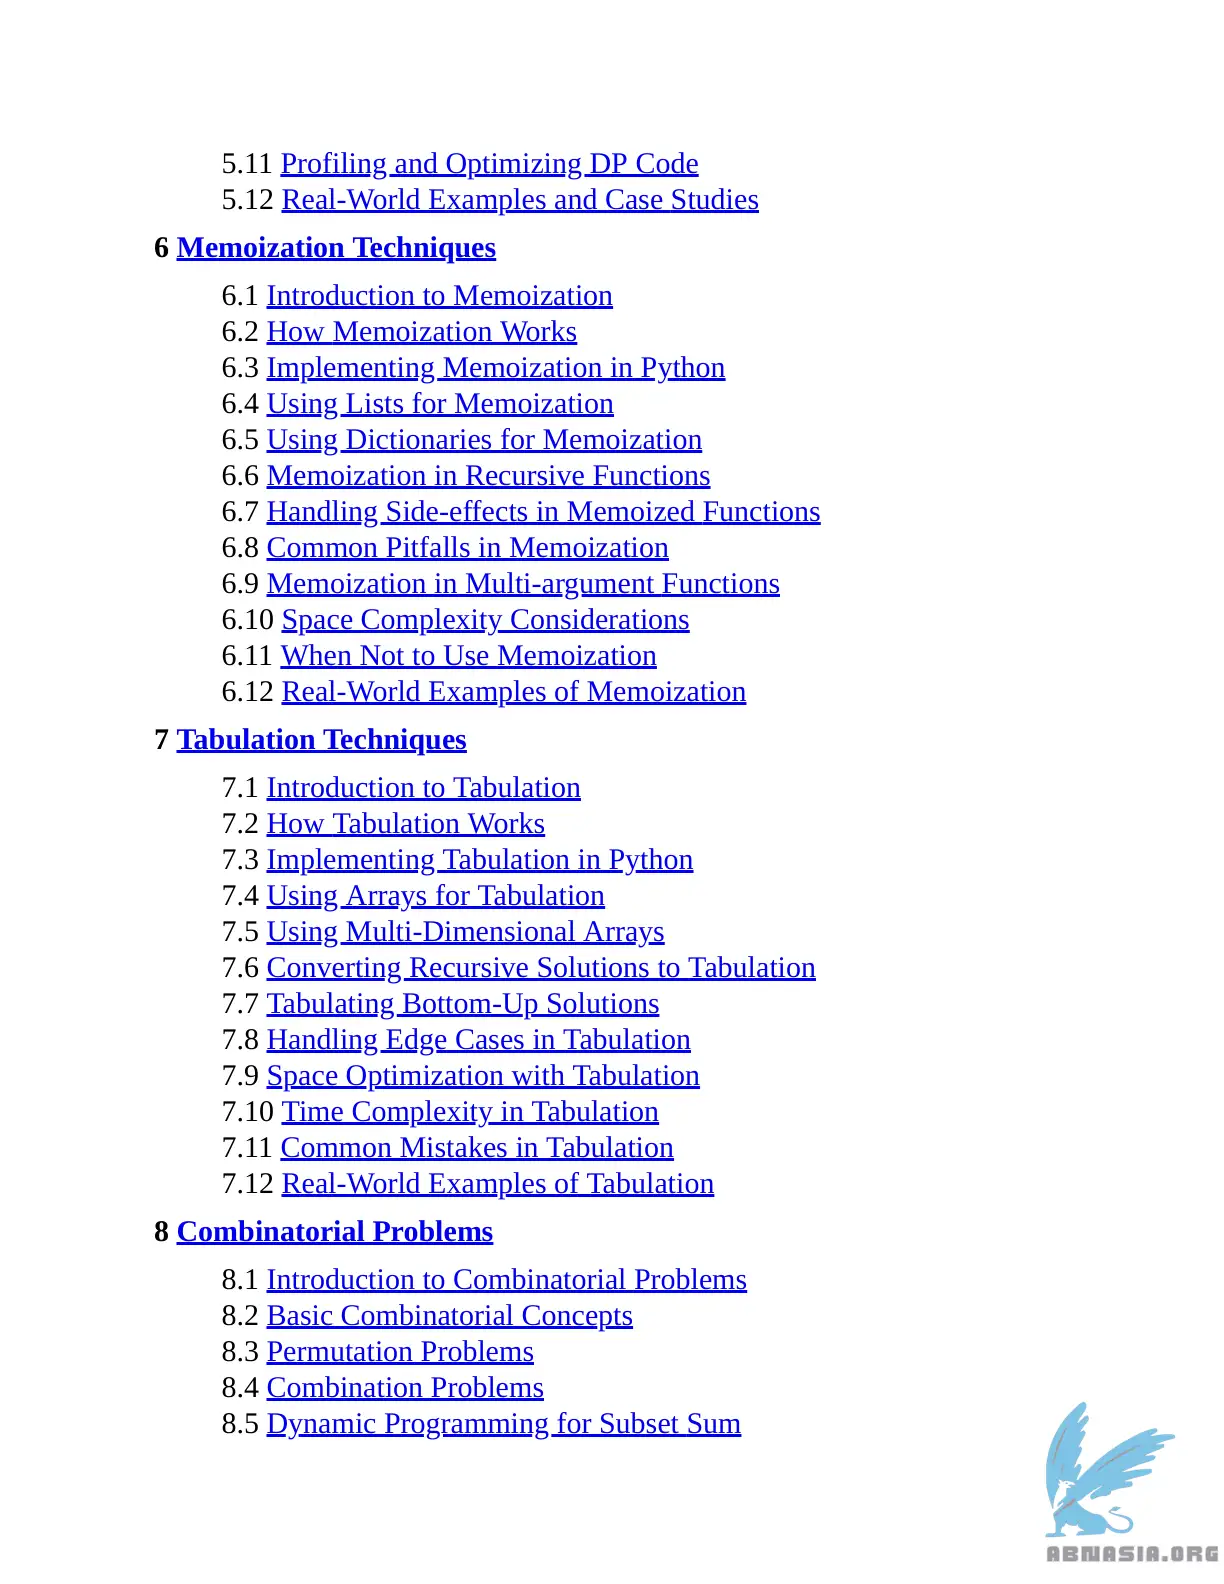 5.11 Profiling and Optimizing DP Code
5.12 Real-World Examples and Case Studies
6 Memoization Techniques
6.1 Introduction to Memoization
6.2 How Memoization Works
6.3 Implementing Memoization in Python
6.4 Using Lists for Memoization
6.5 Using Dictionaries for Memoization
6.6 Memoization in Recursive Functions
6.7 Handling Side-effects in Memoized Functions
6.8 Common Pitfalls in Memoization
6.9 Memoization in Multi-argument Functions
6.10 Space Complexity Considerations
6.11 When Not to Use Memoization
6.12 Real-World Examples of Memoization
7 Tabulation Techniques
7.1 Introduction to Tabulation
7.2 How Tabulation Works
7.3 Implementing Tabulation in Python
7.4 Using Arrays for Tabulation
7.5 Using Multi-Dimensional Arrays
7.6 Converting Recursive Solutions to Tabulation
7.7 Tabulating Bottom-Up Solutions
7.8 Handling Edge Cases in Tabulation
7.9 Space Optimization with Tabulation
7.10 Time Complexity in Tabulation
7.11 Common Mistakes in Tabulation
7.12 Real-World Examples of Tabulation
8 Combinatorial Problems
8.1 Introduction to Combinatorial Problems
8.2 Basic Combinatorial Concepts
8.3 Permutation Problems
8.4 Combination Problems
8.5 Dynamic Programming for Subset Sum
ABNASIA.ORG